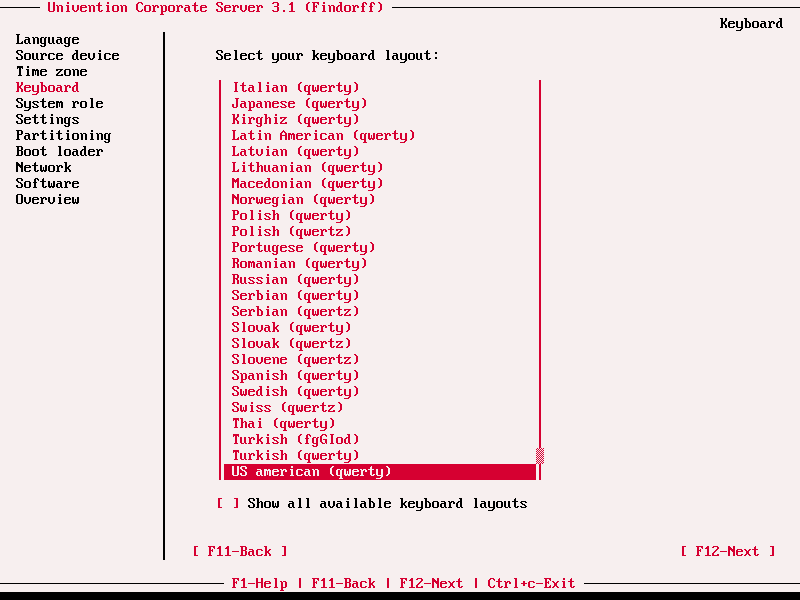 Univention Corporate Server 3.1 (Findorff)
Keyboard
Language
Source device
Time zone
Keyboard
System role
Settings
Partitioning
Boot loader
Network
Software
Overview
Select your keyboard layout:
Italian (qwerty)
Japanese (qwerty)
Kirghiz (qwerty)
Latin American (qwerty)
Latvian (qwerty)
Lithuanian (qwerty)
Macedonian (qwerty)
Norwegian (qwerty)
Polish (qwerty)
Polish (qwertz)
Portugese (qwerty)
Romanian (qwerty)
Russian (qwerty)
Serbian (qwerty)
Serbian (qwertz)
Slovak (qwerty)
Slovak (qwertz)
Slovene (qwertz)
Spanish (qwerty)
Swedish (qwerty)
Swiss (qwertz)
Thai (qwerty)
Turkish (fgGIod)
Turkish (qwerty)
US american (qwerty)
[ ] Show all available keyboard layouts
[ F11-Back ]
[ F12-Next ]
F1-Help | F11-Back | F12-Next | Ctrl+c-Exit